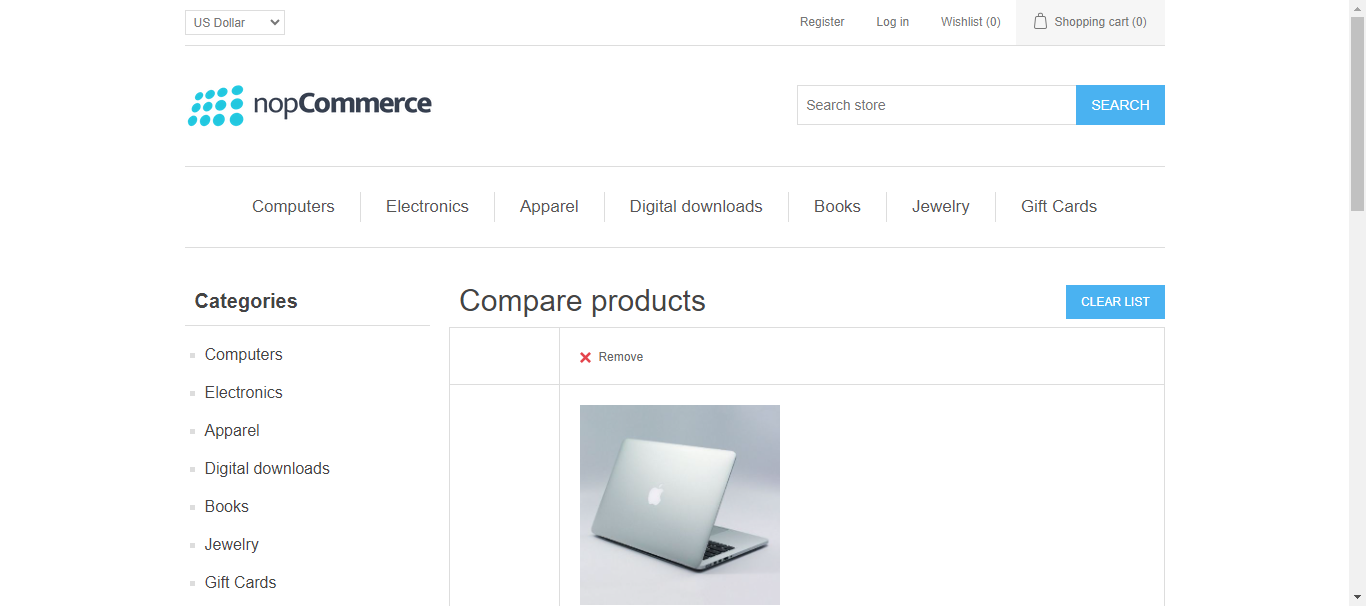 US Dollar
Register
Log in
Wishlist (0)
Shopping cart (0)
nopCommerce
Search store
SEARCH
Computers
Electronics
Apparel
Digital downloads
Books
Jewelry
Gift Cards
Categories
Computers
Electronics
Apparel
Digital downloads
Books
Jewelry
Gift Cards
Compare products
CLEAR LIST
Remove